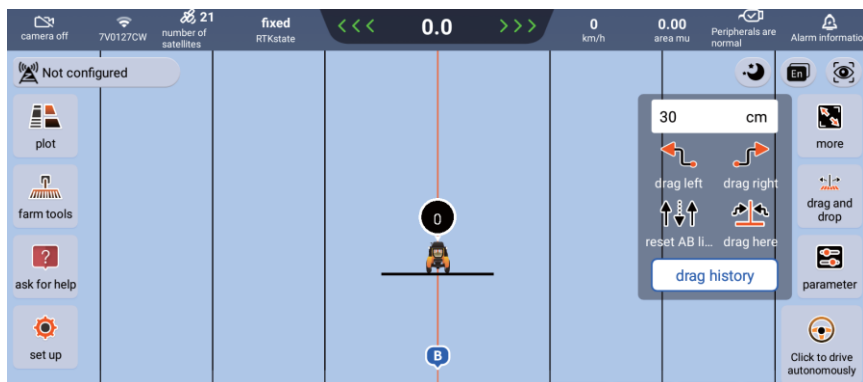 camera off
7V0127CW
21
number of
satellites
fixed
RTKstate
<<<
0.0
>>>
0
km/h
0.00
area mu
Peripherals are
normal
Alarm informatio
Not configured
En
plot
farm tools
ask for help
set up
0
B
30 cm
drag left
drag right
reset AB li...
drag here
drag history
more
drag and
drop
parameter
Click to drive
autonomously